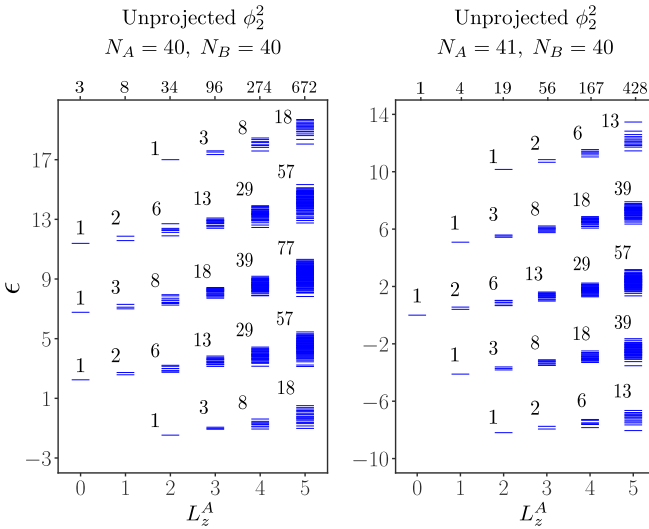 Unprojected ϕ₂²
N_A = 40, N_B = 40
3 8 34 96 274 672
17
13
9
5
1
−3
ϵ
1 3 8 18
1 2 6 13 29 57
1 3 8 18 39 77
1 2 6 13 29 57
1 3 8 18
0 1 2 3 4 5
L_z^A
Unprojected ϕ₂²
N_A = 41, N_B = 40
1 4 19 56 167 428
14
10
6
2
−2
−6
−10
1 2 6 13
1 3 8 18 39
1 2 6 13 29 57
1 3 8 18 39
1 2 6 13
0 1 2 3 4 5
L_z^A